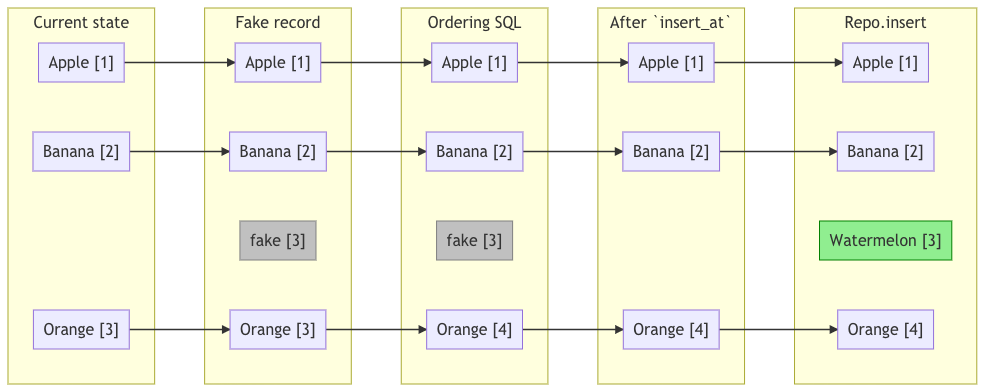 Current state
Fake record
Ordering SQL
After `insert_at`
Repo.insert
Apple [1]
Apple [1]
Apple [1]
Apple [1]
Apple [1]
Banana [2]
Banana [2]
Banana [2]
Banana [2]
Banana [2]
fake [3]
fake [3]
Watermelon [3]
Orange [3]
Orange [3]
Orange [4]
Orange [4]
Orange [4]